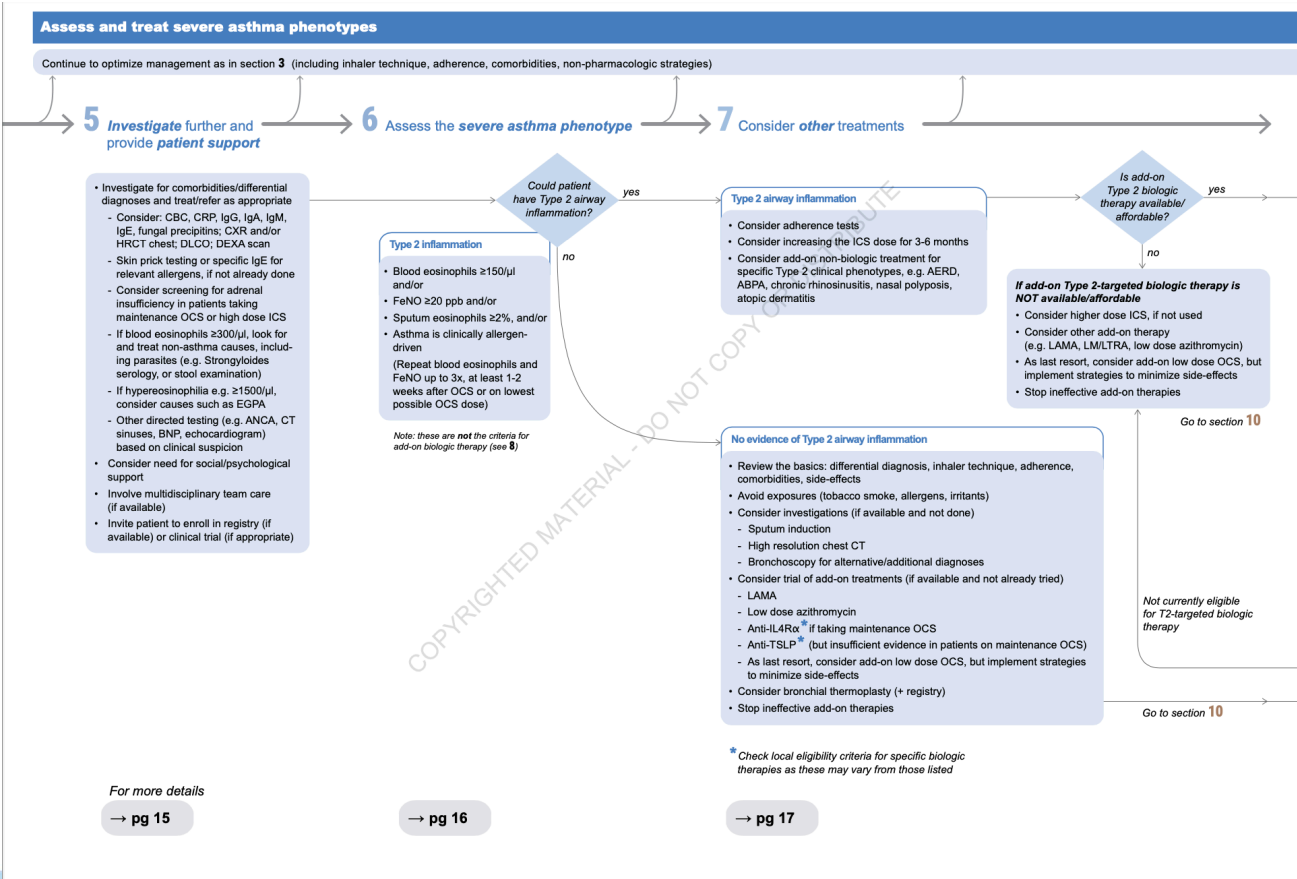 Assess and treat severe asthma phenotypes
Continue to optimize management as in section 3 (including inhaler technique, adherence, comorbidities, non-pharmacologic strategies)
5 Investigate further and
provide patient support
• Investigate for comorbidities/differential
diagnoses and treat/refer as appropriate
- Consider: CBC, CRP, IgG, IgA, IgM,
IgE, fungal precipitins; CXR and/or
HRCT chest; DLCO; DEXA scan
- Skin prick testing or specific IgE for
relevant allergens, if not already done
- Consider screening for adrenal
insufficiency in patients taking
maintenance OCS or high dose ICS
- If blood eosinophils ≥300/µl, look for
and treat non-asthma causes, includ-
ing parasites (e.g. Strongyloides
serology, or stool examination)
- If hypereosinophilia e.g. ≥1500/µl,
consider causes such as EGPA
- Other directed testing (e.g. ANCA, CT
sinuses, BNP, echocardiogram)
based on clinical suspicion
• Consider need for social/psychological
support
• Involve multidisciplinary team care
(if available)
• Invite patient to enroll in registry (if
available) or clinical trial (if appropriate)
For more details
→ pg 15
6 Assess the severe asthma phenotype
Could patient
have Type 2 airway
inflammation?
yes
no
Type 2 inflammation
• Blood eosinophils ≥150/µl
and/or
• FeNO ≥20 ppb and/or
• Sputum eosinophils ≥2%, and/or
• Asthma is clinically allergen-
driven
(Repeat blood eosinophils and
FeNO up to 3x, at least 1-2
weeks after OCS or on lowest
possible OCS dose)
Note: these are not the criteria for
add-on biologic therapy (see 8)
→ pg 16
7 Consider other treatments
Type 2 airway inflammation
• Consider adherence tests
• Consider increasing the ICS dose for 3-6 months
• Consider add-on non-biologic treatment for
specific Type 2 clinical phenotypes, e.g. AERD,
ABPA, chronic rhinosinusitis, nasal polyposis,
atopic dermatitis
Is add-on
Type 2 biologic
therapy available/
affordable?
yes
no
If add-on Type 2-targeted biologic therapy is
NOT available/affordable
• Consider higher dose ICS, if not used
• Consider other add-on therapy
(e.g. LAMA, LM/LTRA, low dose azithromycin)
• As last resort, consider add-on low dose OCS, but
implement strategies to minimize side-effects
• Stop ineffective add-on therapies
Go to section 10
No evidence of Type 2 airway inflammation
• Review the basics: differential diagnosis, inhaler technique, adherence,
comorbidities, side-effects
• Avoid exposures (tobacco smoke, allergens, irritants)
• Consider investigations (if available and not done)
- Sputum induction
- High resolution chest CT
- Bronchoscopy for alternative/additional diagnoses
• Consider trial of add-on treatments (if available and not already tried)
- LAMA
- Low dose azithromycin
- Anti-IL4Rα* if taking maintenance OCS
- Anti-TSLP* (but insufficient evidence in patients on maintenance OCS)
- As last resort, consider add-on low dose OCS, but implement strategies
to minimize side-effects
• Consider bronchial thermoplasty (+ registry)
• Stop ineffective add-on therapies
Not currently eligible
for T2-targeted biologic
therapy
Go to section 10
* Check local eligibility criteria for specific biologic
therapies as these may vary from those listed
→ pg 17
COPYRIGHTED MATERIAL - DO NOT COPY OR DISTRIBUTE